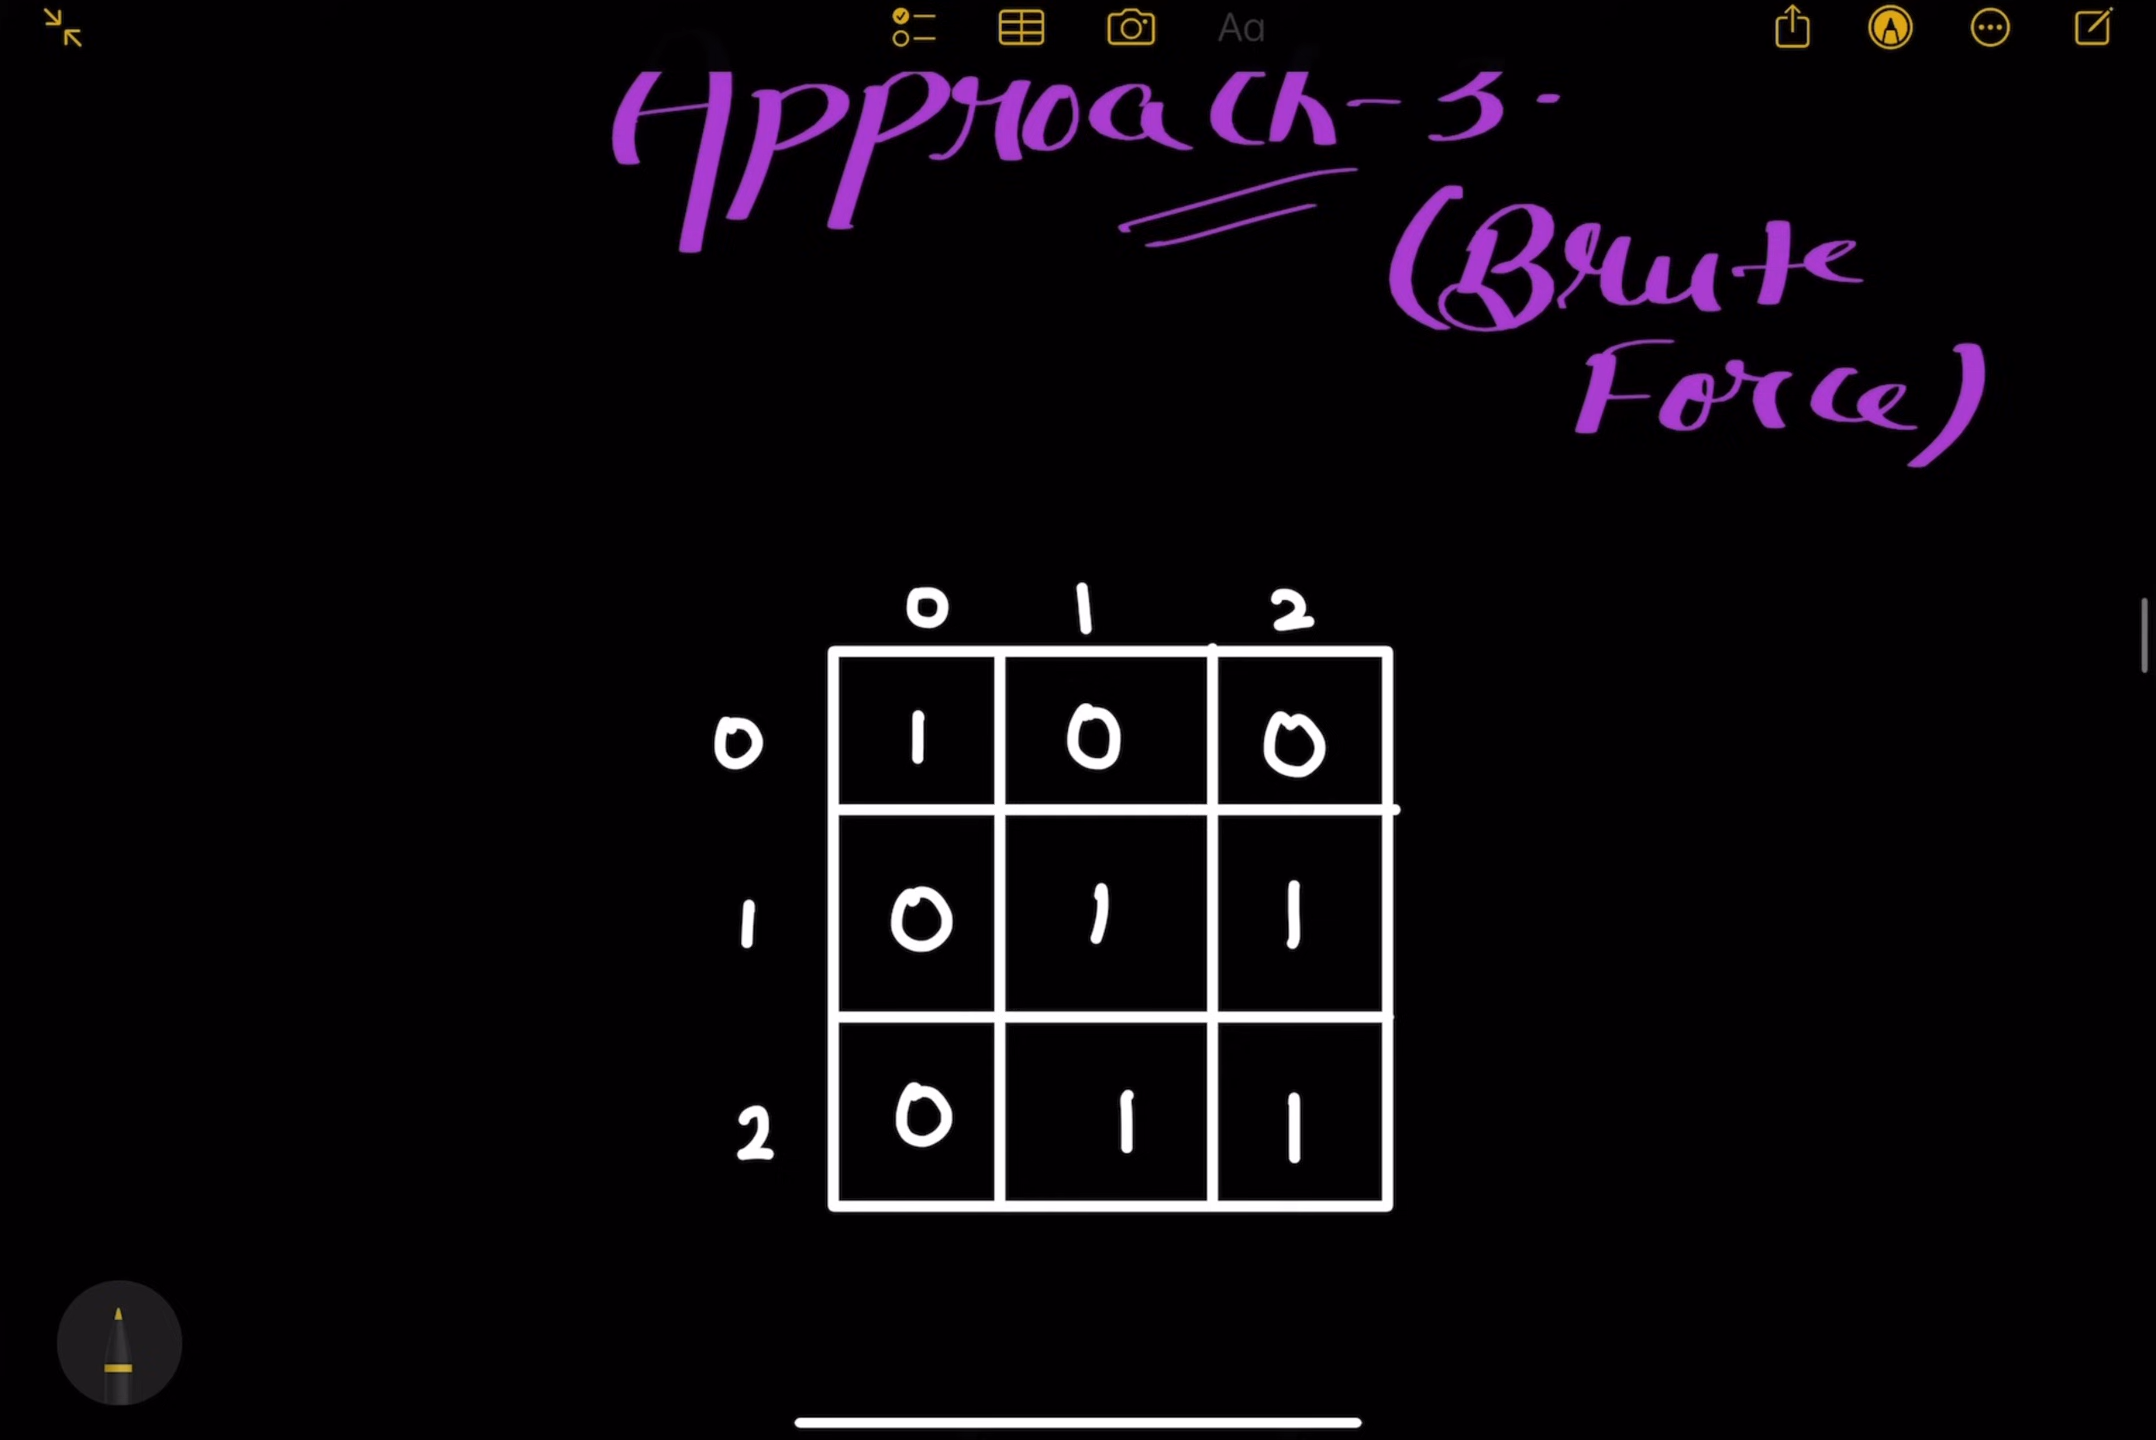 Aa
Approach-3-
(Brute
Force)
0 1 2
0 1 0 0
1 0 1 1
2 0 1 1